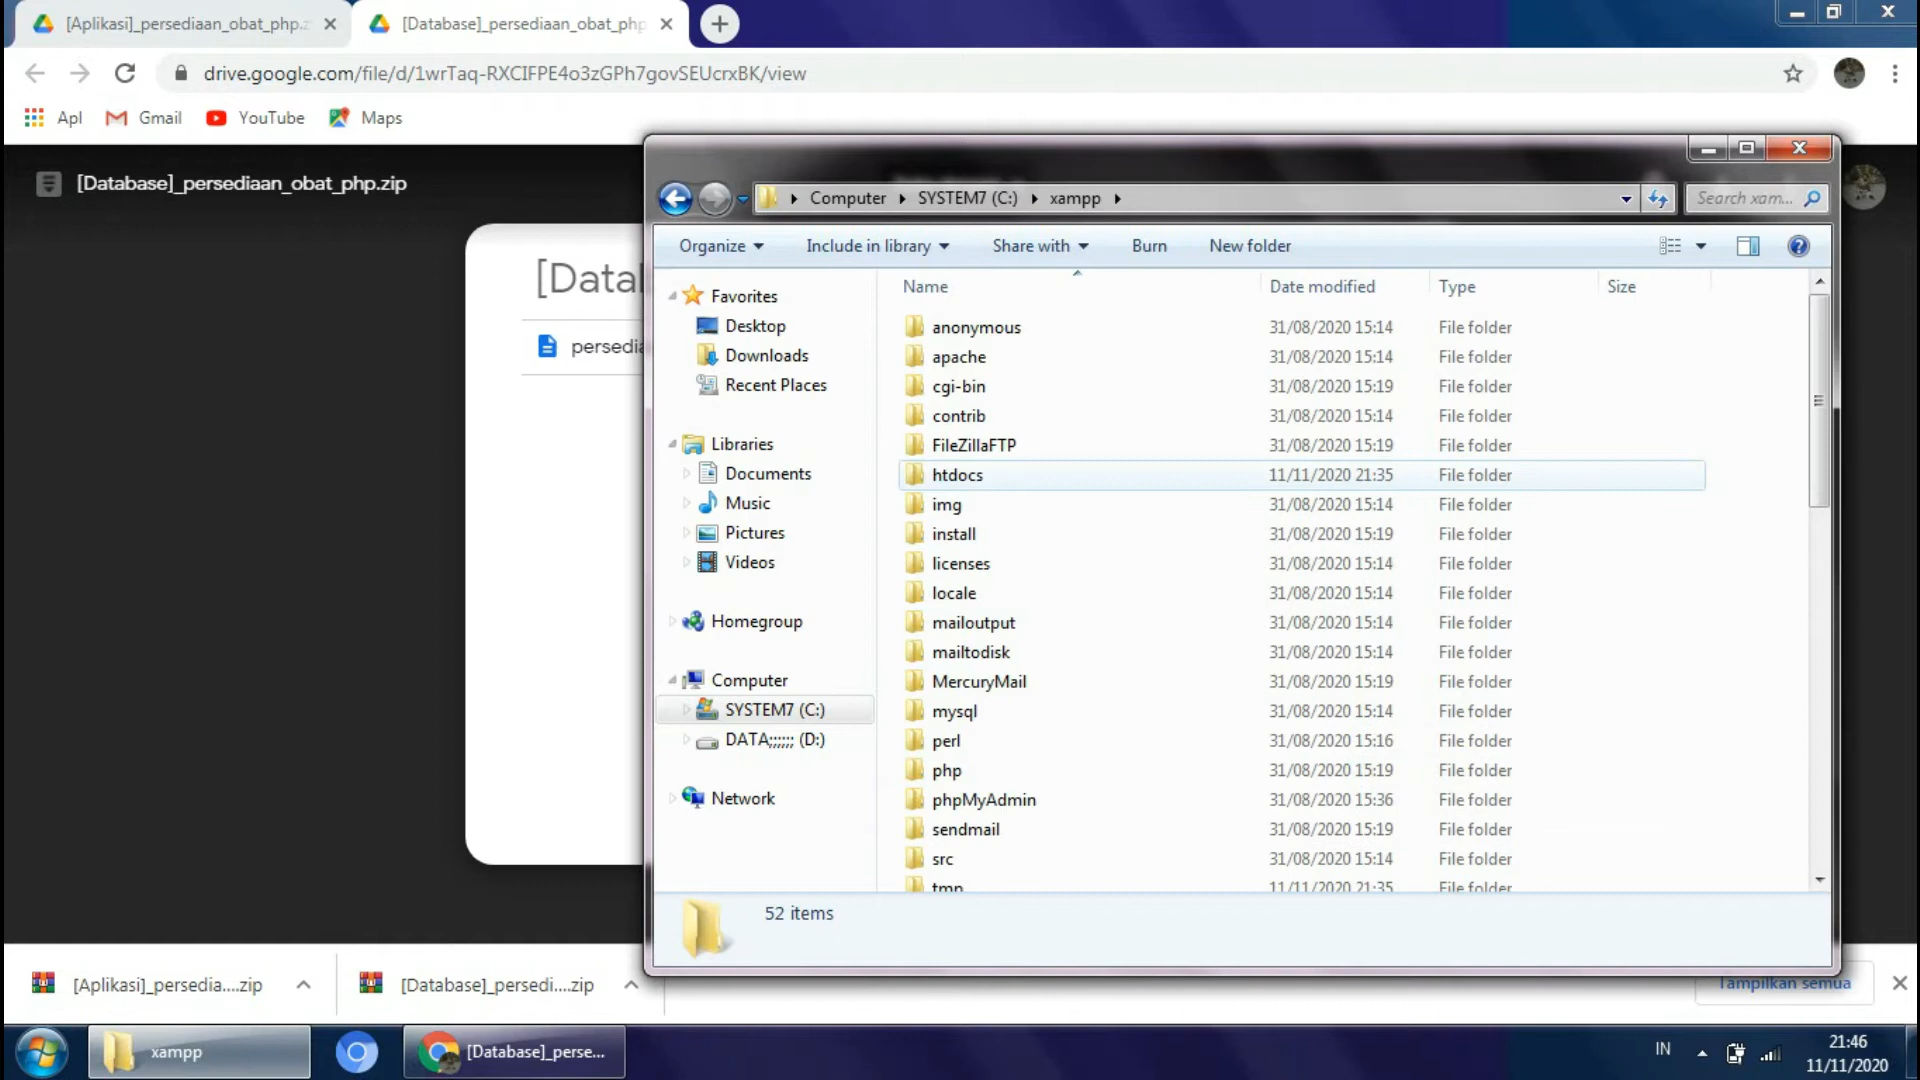 [Aplikasi]_persediaan_obat_php.z
[Database]_persediaan_obat_php
drive.google.com/file/d/1wrTaq-RXCIFPE4o3zGPh7govSEUcrxBK/view
Apl
Gmail
YouTube
Maps
[Database]_persediaan_obat_php.zip
[Datab
persedia
Computer
SYSTEM7 (C:)
xampp
Search xam...
Organize
Include in library
Share with
Burn
New folder
Favorites
Desktop
Downloads
Recent Places
Libraries
Documents
Music
Pictures
Videos
Homegroup
Computer
SYSTEM7 (C:)
DATA;;;;;; (D:)
Network
Name Date modified Type Size
anonymous 31/08/2020 15:14 File folder
apache 31/08/2020 15:14 File folder
cgi-bin 31/08/2020 15:19 File folder
contrib 31/08/2020 15:14 File folder
FileZillaFTP 31/08/2020 15:19 File folder
htdocs 11/11/2020 21:35 File folder
img 31/08/2020 15:14 File folder
install 31/08/2020 15:19 File folder
licenses 31/08/2020 15:14 File folder
locale 31/08/2020 15:14 File folder
mailoutput 31/08/2020 15:14 File folder
mailtodisk 31/08/2020 15:14 File folder
MercuryMail 31/08/2020 15:19 File folder
mysql 31/08/2020 15:14 File folder
perl 31/08/2020 15:16 File folder
php 31/08/2020 15:19 File folder
phpMyAdmin 31/08/2020 15:36 File folder
sendmail 31/08/2020 15:19 File folder
src 31/08/2020 15:14 File folder
tmp 11/11/2020 21:35 File folder
52 items
[Aplikasi]_persedia....zip
[Database]_persedi....zip
Tampilkan semua
xampp
[Database]_perse...
IN
21:46
11/11/2020